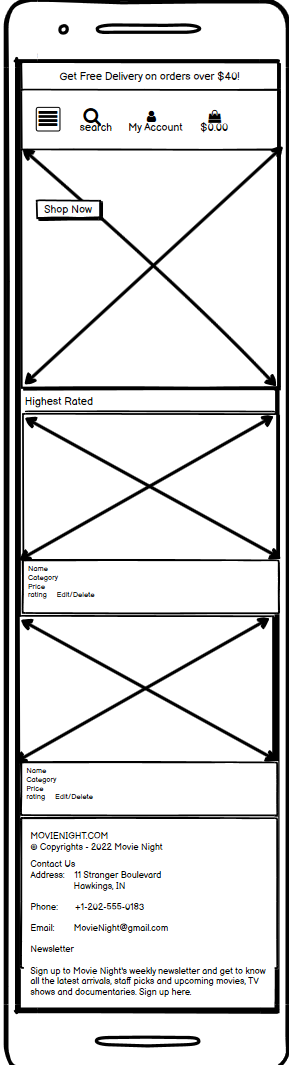 Get Free Delivery on orders over $40!
search My Account $0.00
Shop Now
Highest Rated
Name
Category
Price
rating Edit/Delete
Name
Category
Price
rating Edit/Delete
MOVIENIGHT.COM
© Copyrights - 2022 Movie Night
Contact Us
Address: 11 Stranger Boulevard
Hawkings, IN
Phone: +1-202-555-0183
Email: MovieNight@gmail.com
Newsletter
Sign up to Movie Night's weekly newsletter and get to know
all the latest arrivals, staff picks and upcoming movies, TV
shows and documentaries. Sign up here.